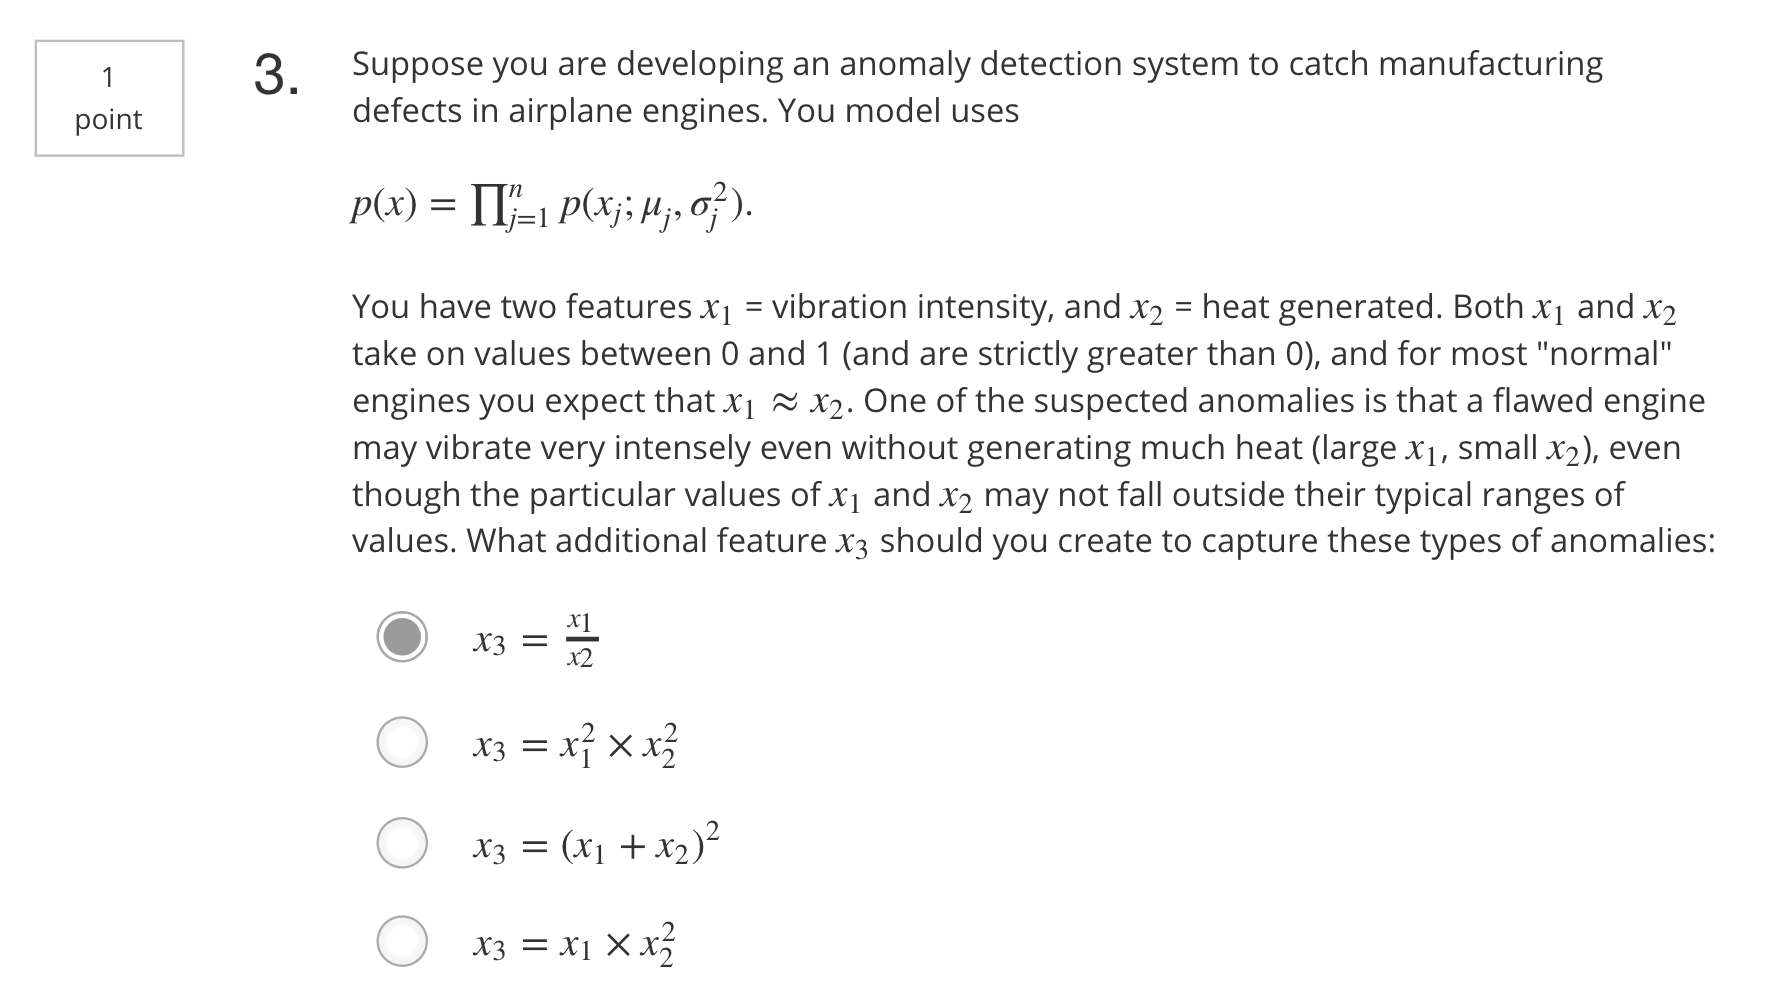 1
point
3.
Suppose you are developing an anomaly detection system to catch manufacturing
defects in airplane engines. You model uses
p(x) = ∏ⁿⱼ₌₁ p(xⱼ; μⱼ, σⱼ²).
You have two features x₁ = vibration intensity, and x₂ = heat generated. Both x₁ and x₂
take on values between 0 and 1 (and are strictly greater than 0), and for most "normal"
engines you expect that x₁ ≈ x₂. One of the suspected anomalies is that a flawed engine
may vibrate very intensely even without generating much heat (large x₁, small x₂), even
though the particular values of x₁ and x₂ may not fall outside their typical ranges of
values. What additional feature x₃ should you create to capture these types of anomalies:
x₃ = x1/x2
x₃ = x₁² × x₂²
x₃ = (x₁ + x₂)²
x₃ = x₁ × x₂²